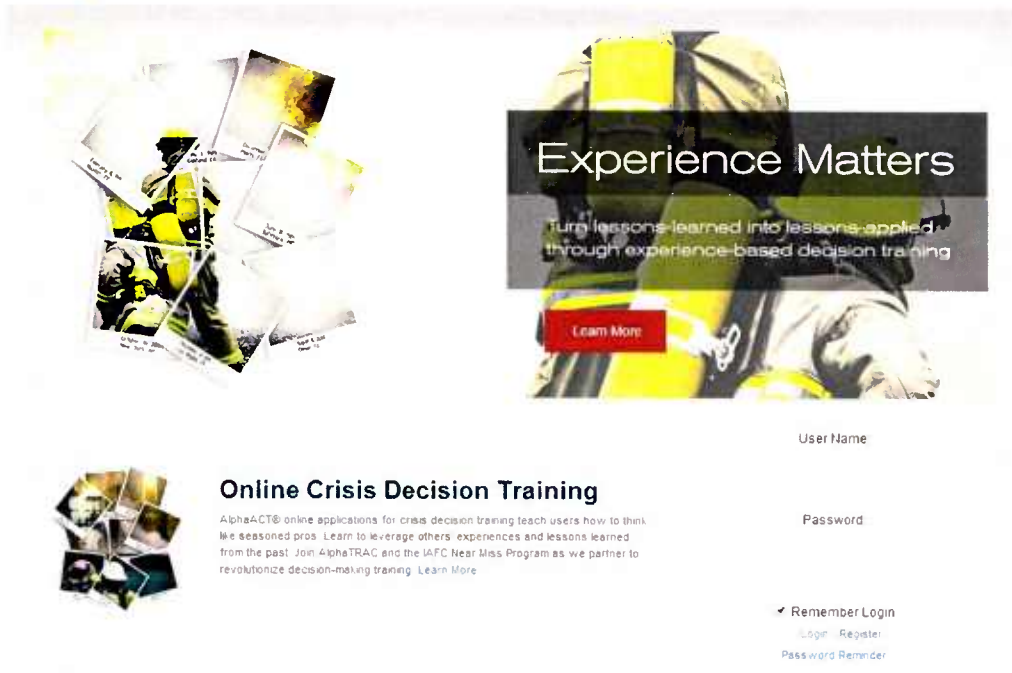 Experience Matters
Turn lessons-learned into lessons-applied
through experience-based decision training
Learn More
User Name:
Online Crisis Decision Training
AlphaACT® online applications for crisis decision training teach users how to think
like seasoned pros. Learn to leverage others' experiences and lessons learned
from the past. Join AlphaTRAC and the IAFC Near Miss Program as we partner to
revolutionize decision-making training. Learn More
Password:
Remember Login
Login Register
Password Reminder